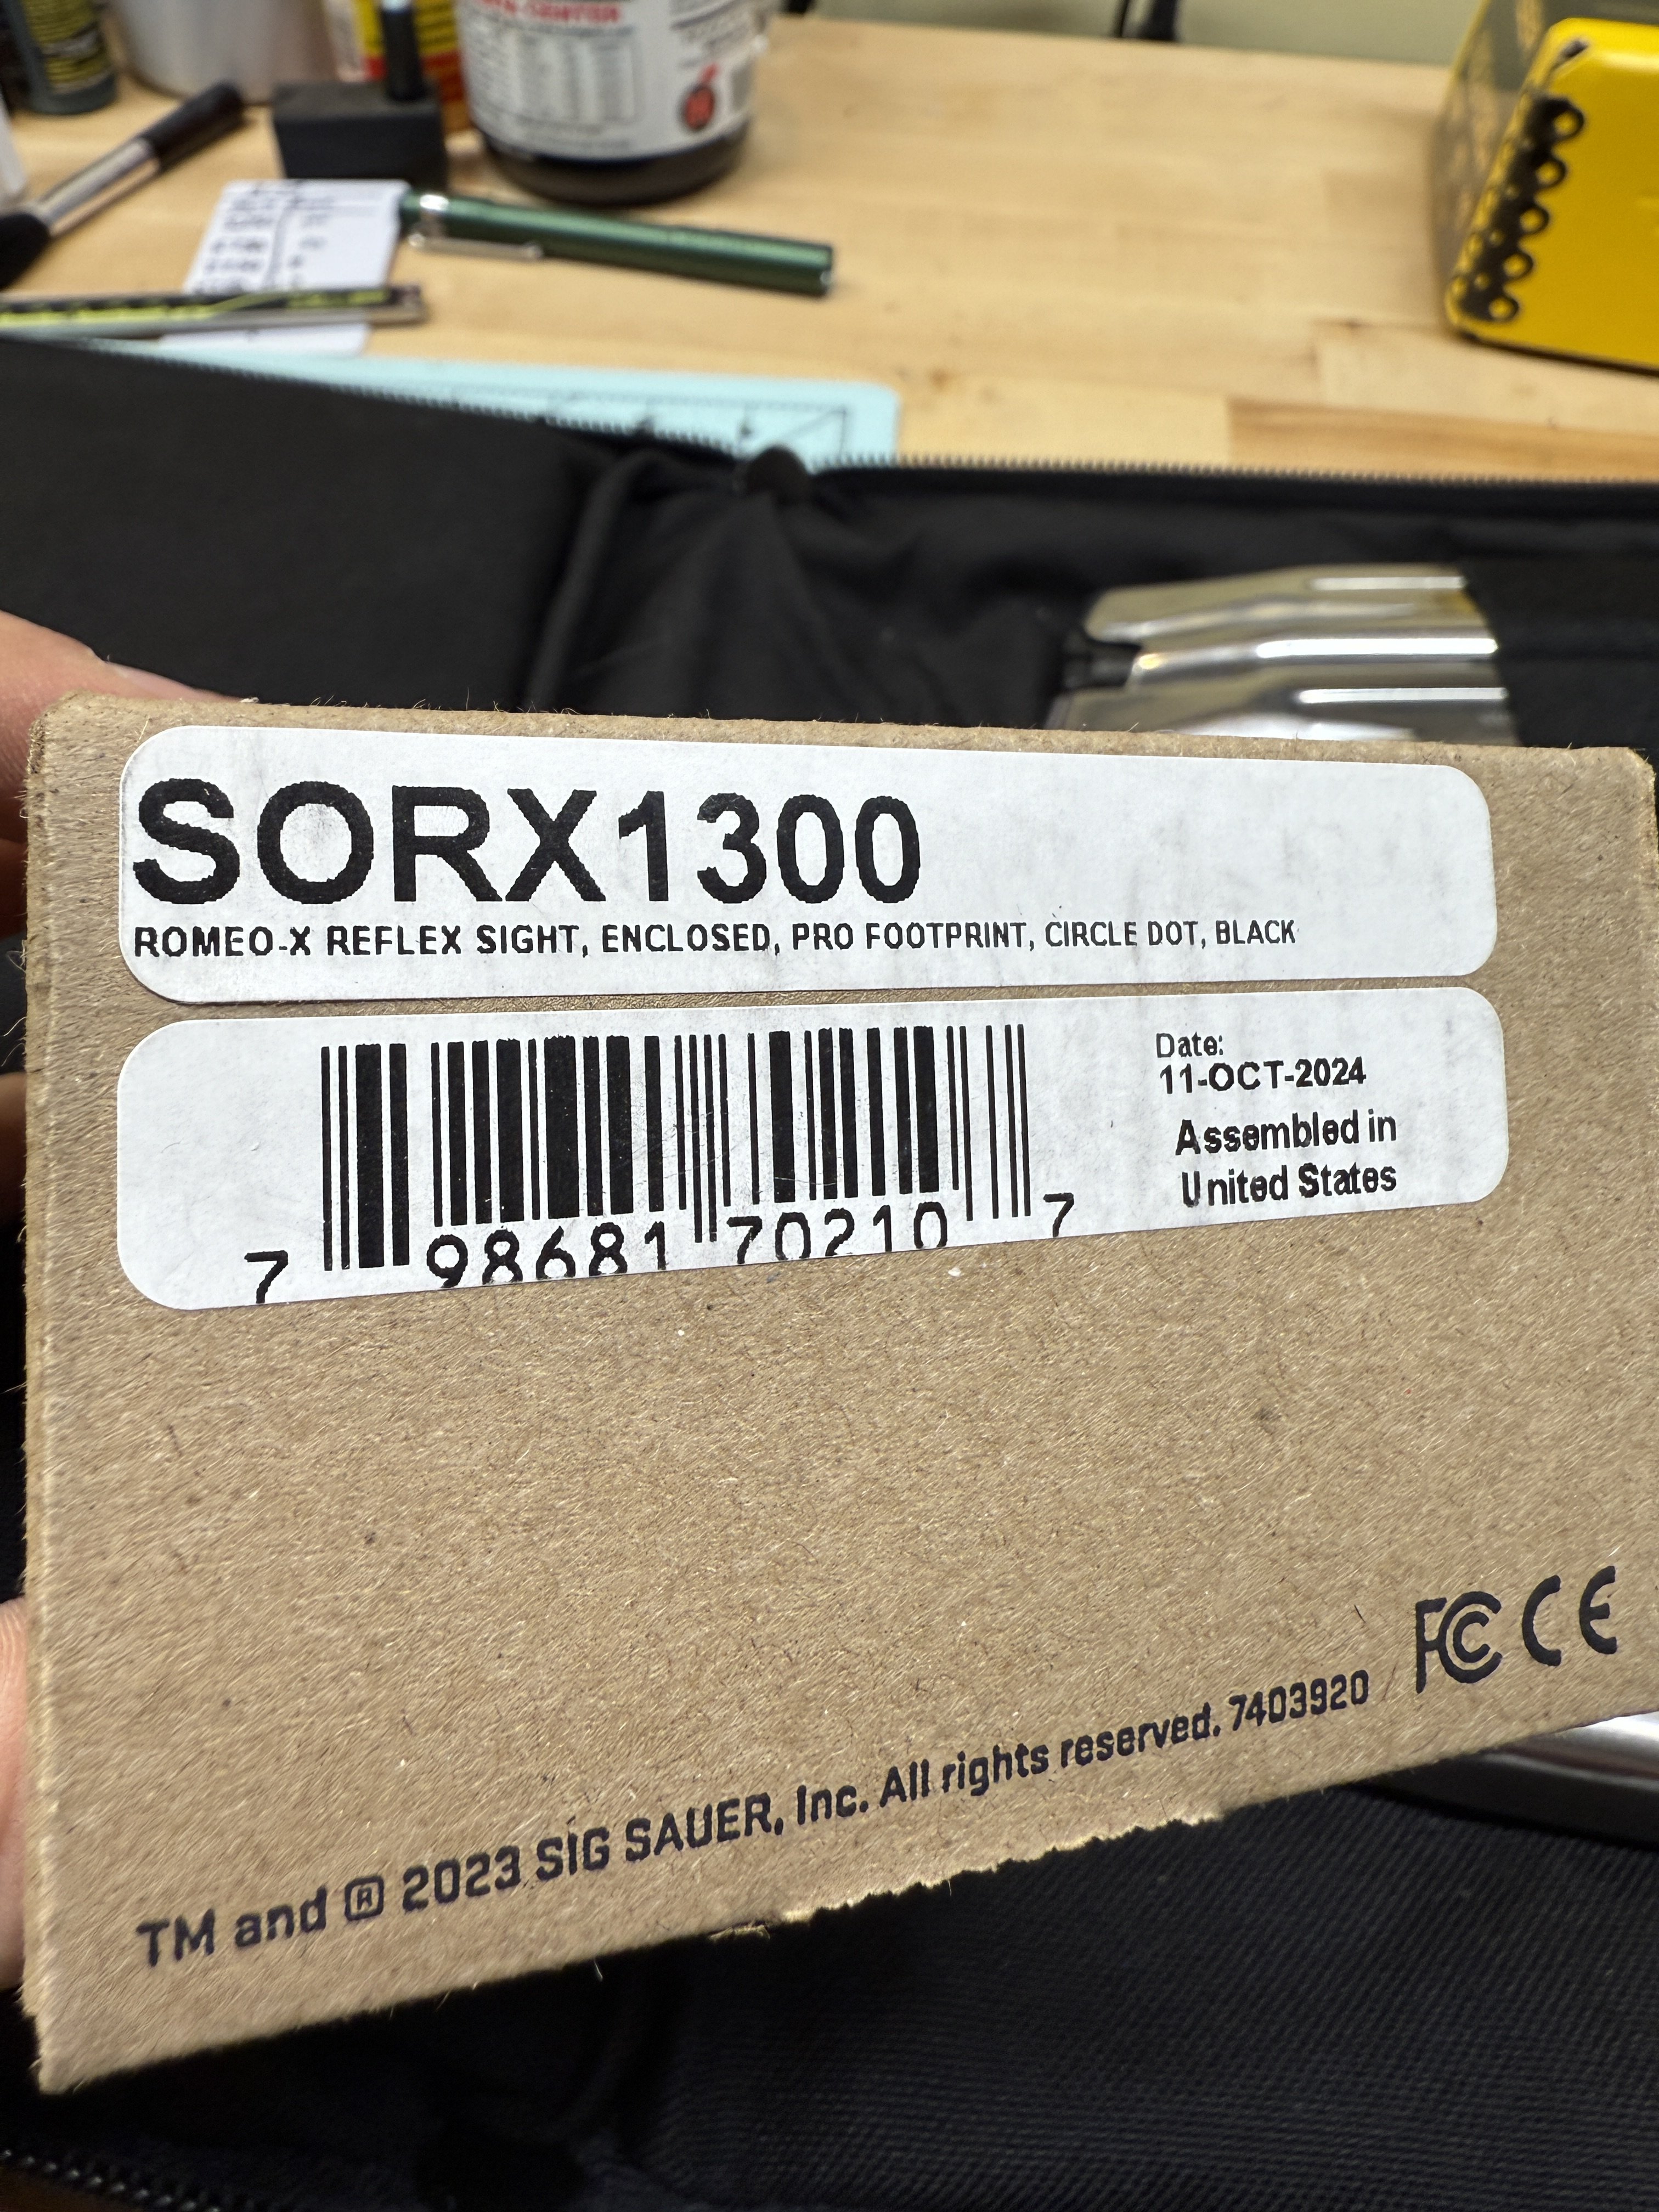 SORX1300
ROMEO-X REFLEX SIGHT, ENCLOSED, PRO FOOTPRINT, CIRCLE DOT, BLACK
Date:
11-OCT-2024
Assembled in
United States
7 98681 70210 7
FC CE
TM and ® 2023 SIG SAUER, Inc. All rights reserved. 7403920